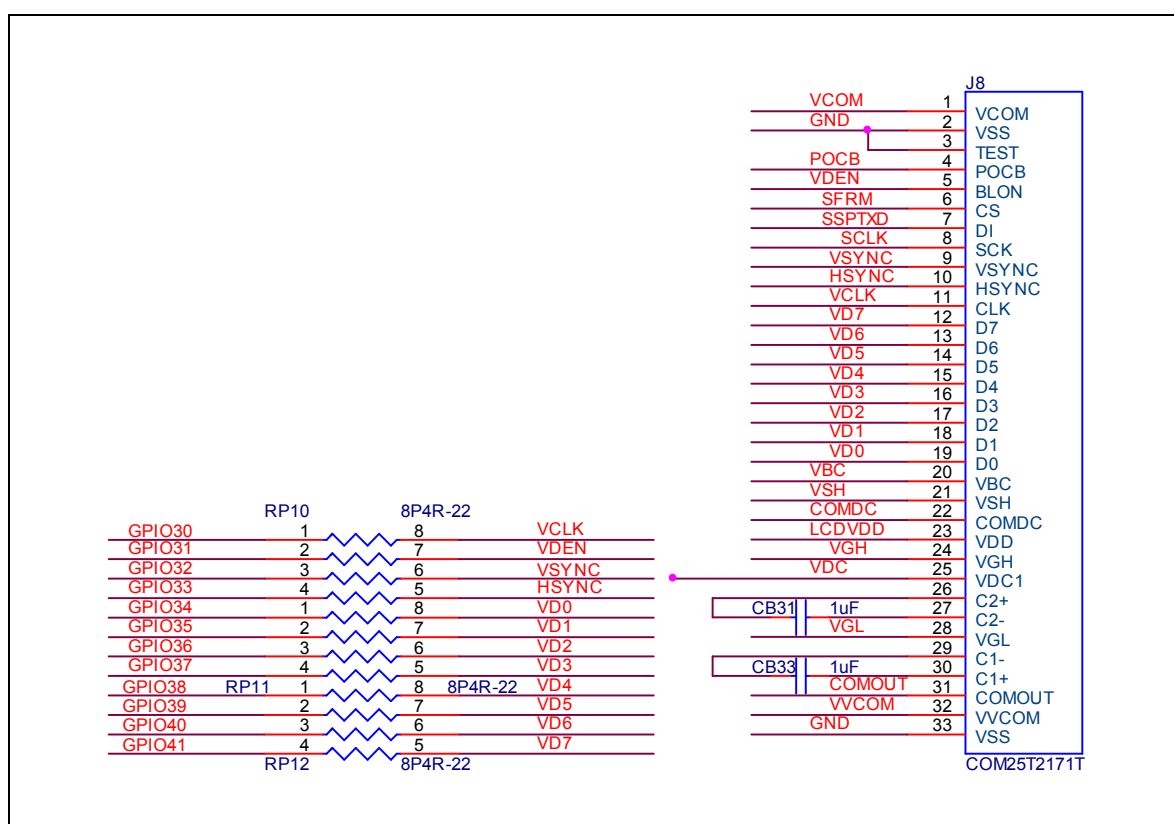 J8
VCOM 1 VCOM
GND 2 VSS
3 TEST
POCB 4 POCB
VDEN 5 BLON
SFRM 6 CS
SSPTXD 7 DI
SCLK 8 SCK
VSYNC 9 VSYNC
HSYNC 10 HSYNC
VCLK 11 CLK
VD7 12 D7
VD6 13 D6
VD5 14 D5
VD4 15 D4
VD3 16 D3
VD2 17 D2
VD1 18 D1
VD0 19 D0
VBC 20 VBC
VSH 21 VSH
COMDC 22 COMDC
LCDVDD 23 VDD
VGH 24 VGH
VDC 25 VDC1
26 C2+
CB31 1uF 27 C2-
VGL 28 VGL
29 C1-
CB33 1uF 30 C1+
COMOUT 31 COMOUT
VVCOM 32 VVCOM
GND 33 VSS
COM25T2171T
RP10 8P4R-22
GPIO30 1 8 VCLK
GPIO31 2 7 VDEN
GPIO32 3 6 VSYNC
GPIO33 4 5 HSYNC
GPIO34 1 8 VD0
GPIO35 2 7 VD1
GPIO36 3 6 VD2
GPIO37 4 5 VD3
GPIO38 RP11 1 8 8P4R-22 VD4
GPIO39 2 7 VD5
GPIO40 3 6 VD6
GPIO41 4 5 VD7
RP12 8P4R-22